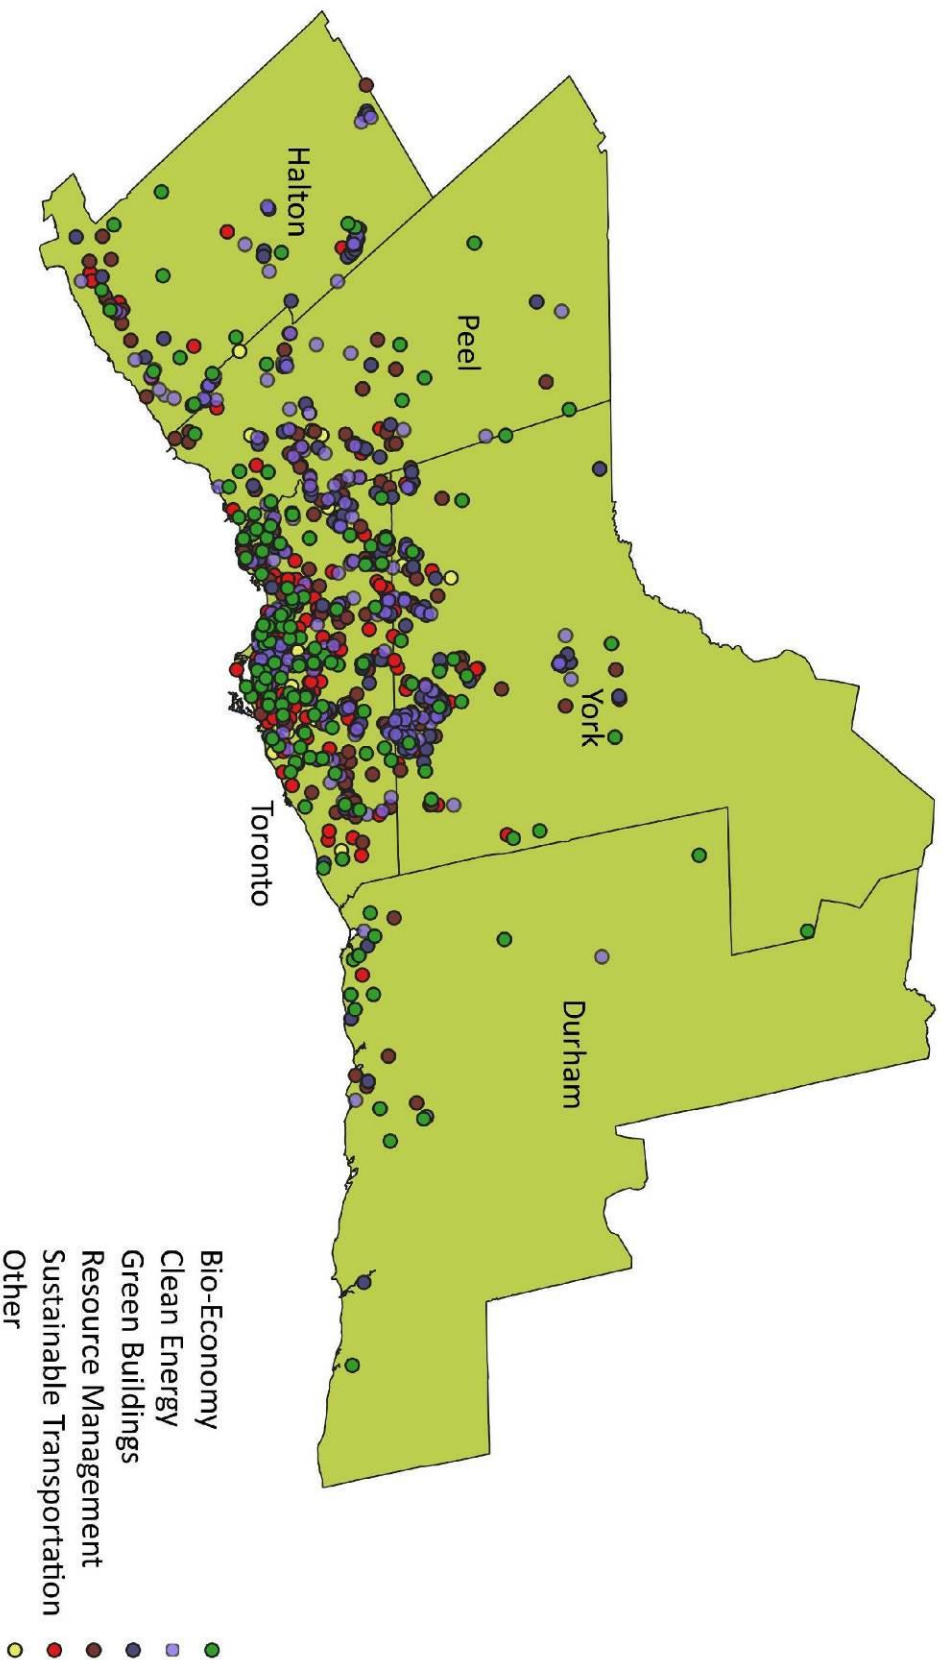 Halton
Peel
York
Toronto
Durham
Bio-Economy
Clean Energy
Green Buildings
Resource Management
Sustainable Transportation
Other